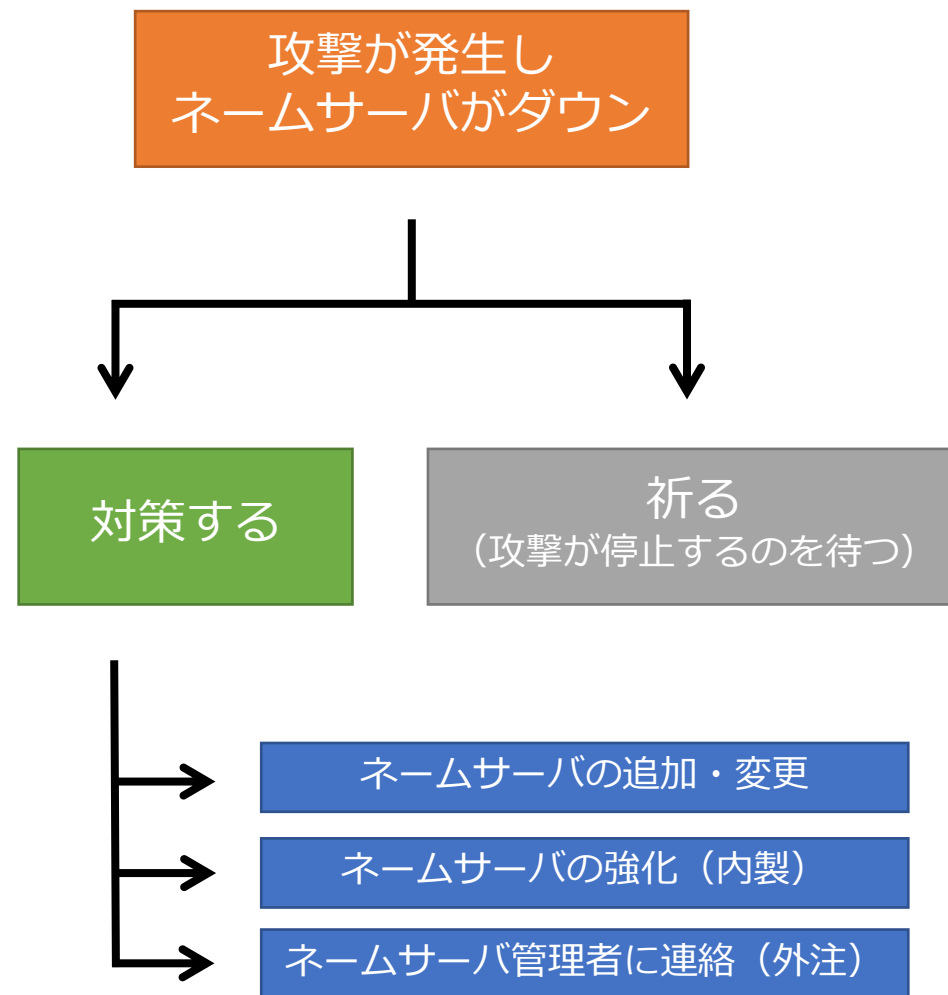 攻撃が発生し
ネームサーバがダウン
対策する
祈る
（攻撃が停止するのを待つ）
ネームサーバの追加・変更
ネームサーバの強化（内製）
ネームサーバ管理者に連絡（外注）